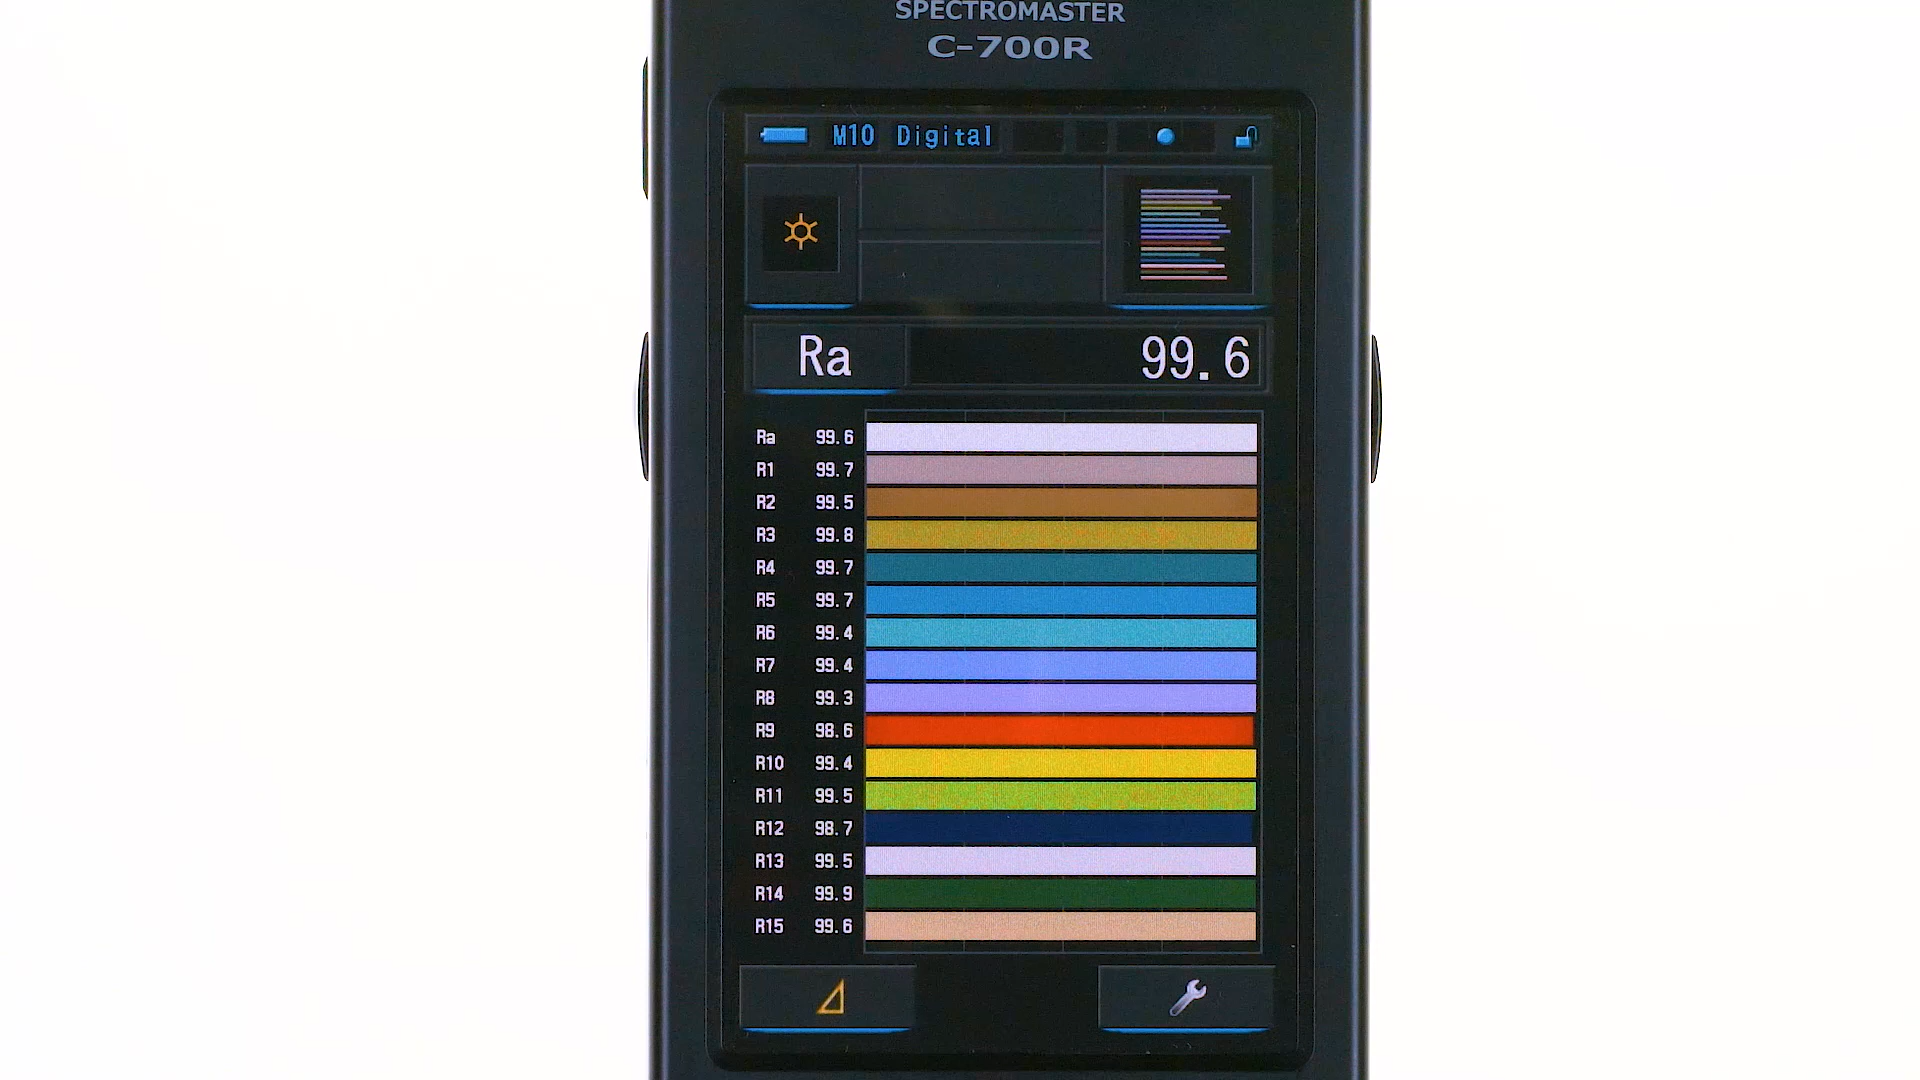 SPECTROMASTER
C-700R
M10 Digital
Ra 99.6
Ra 99.6
R1 99.7
R2 99.5
R3 99.8
R4 99.7
R5 99.7
R6 99.4
R7 99.4
R8 99.3
R9 98.6
R10 99.4
R11 99.5
R12 98.7
R13 99.5
R14 99.9
R15 99.6